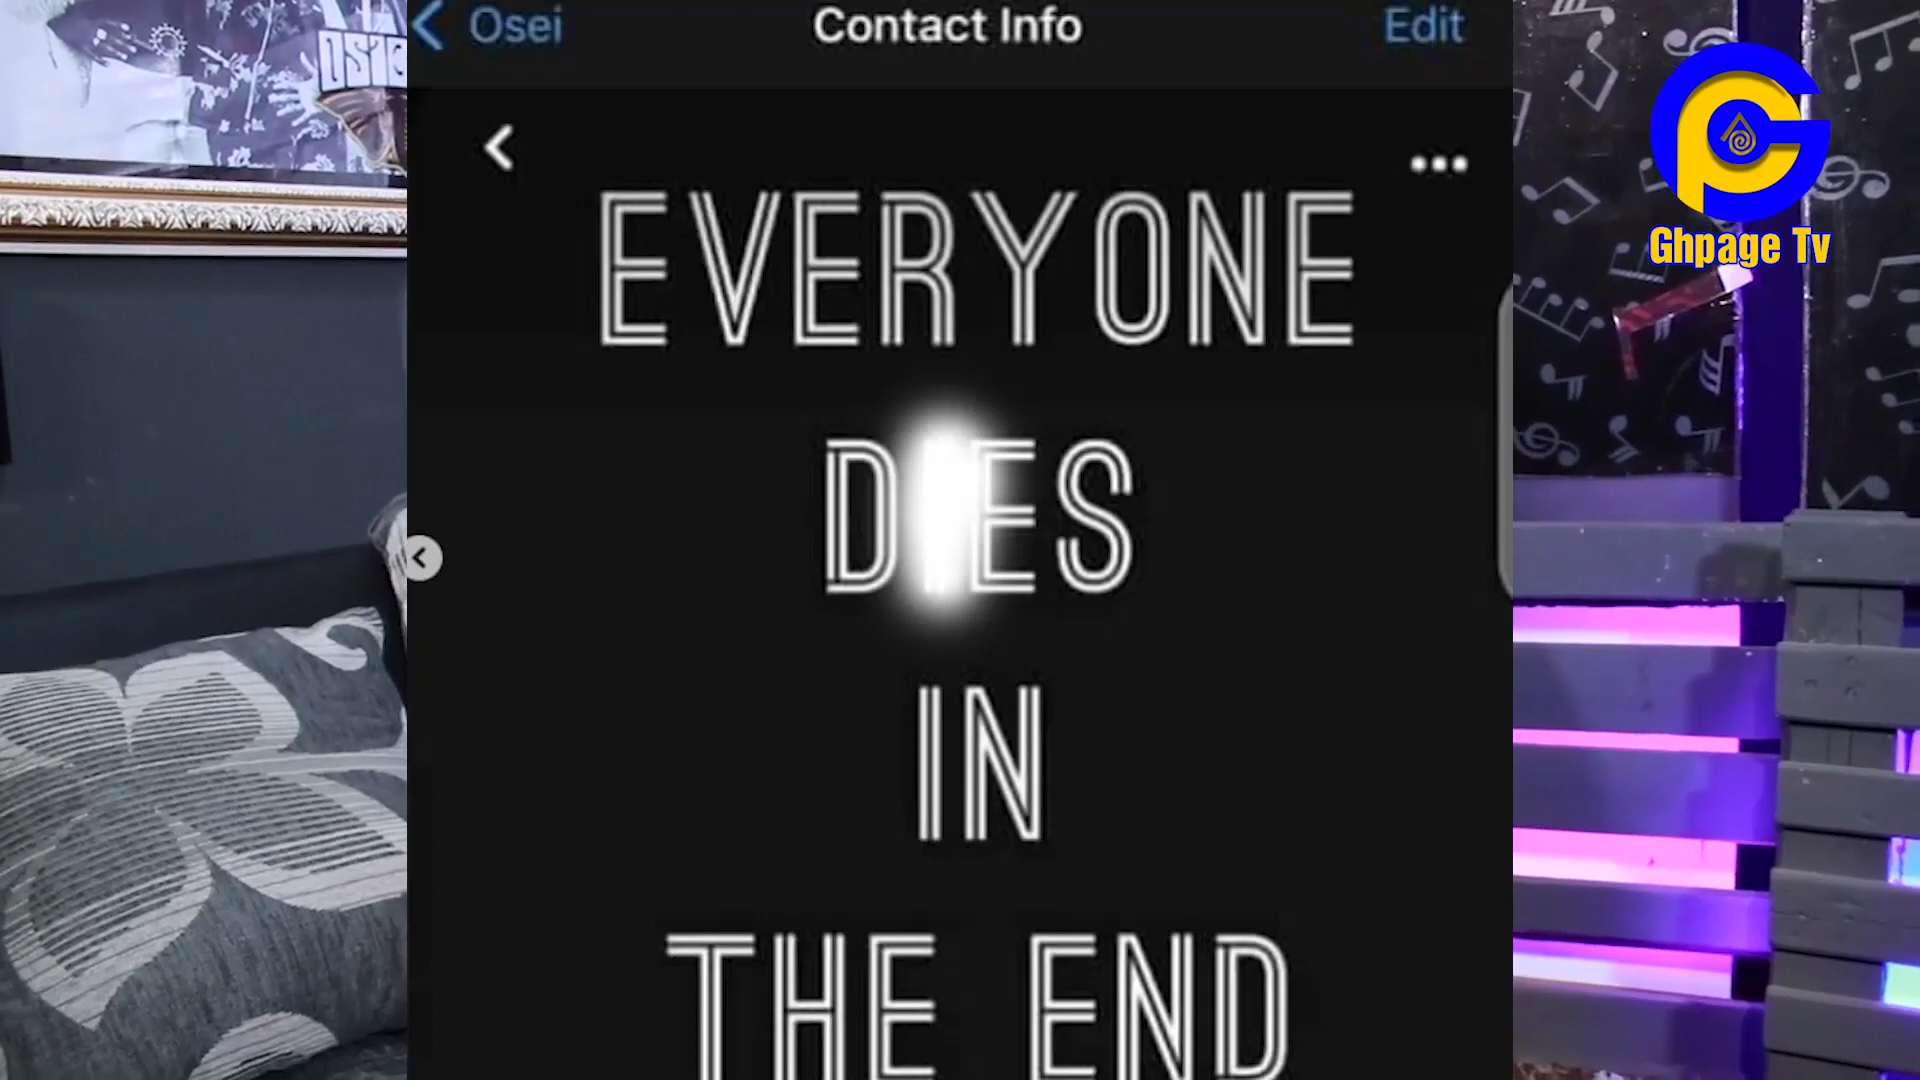 Osei
Contact Info
Edit
EVERYONE
DIES
IN
THE END
Ghpage Tv